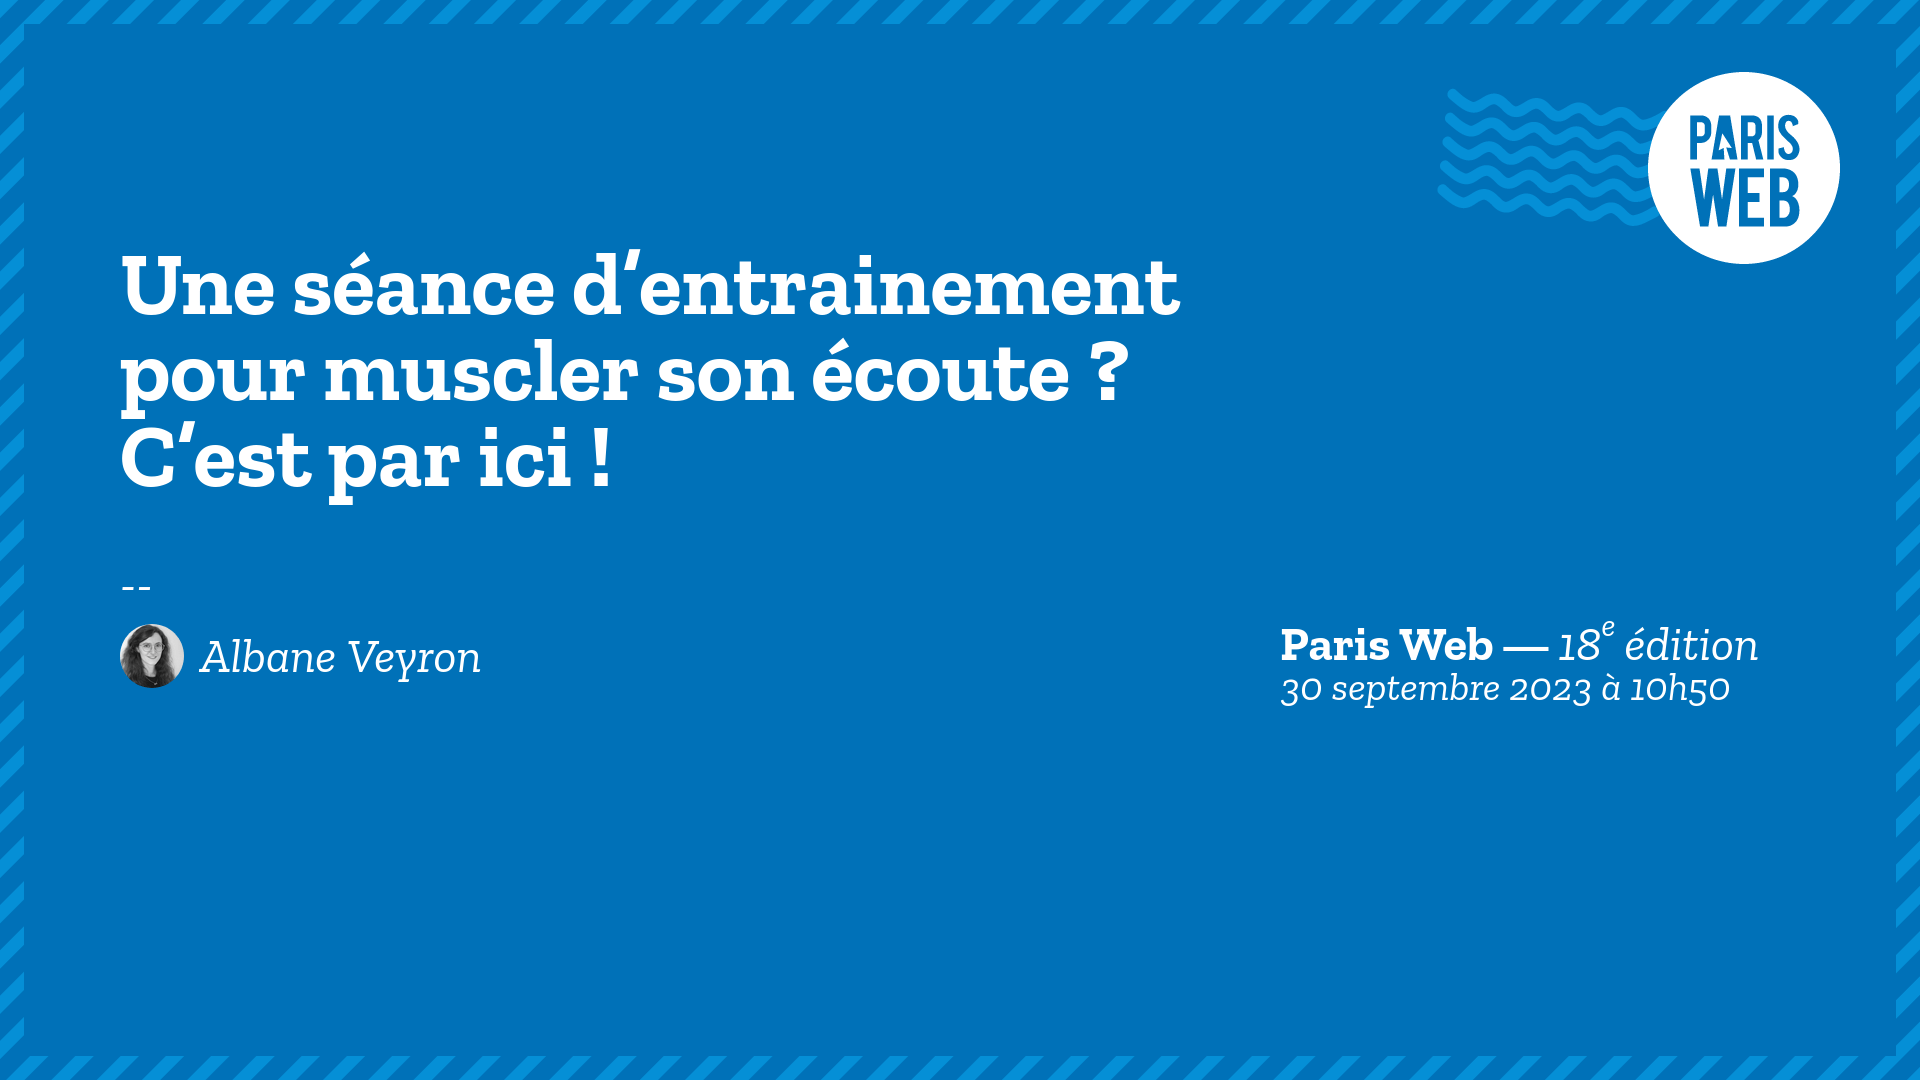 PARIS
WEB
Une séance d’entrainement
pour muscler son écoute ?
C’est par ici !
--
Albane Veyron
Paris Web — 18e édition
30 septembre 2023 à 10h50